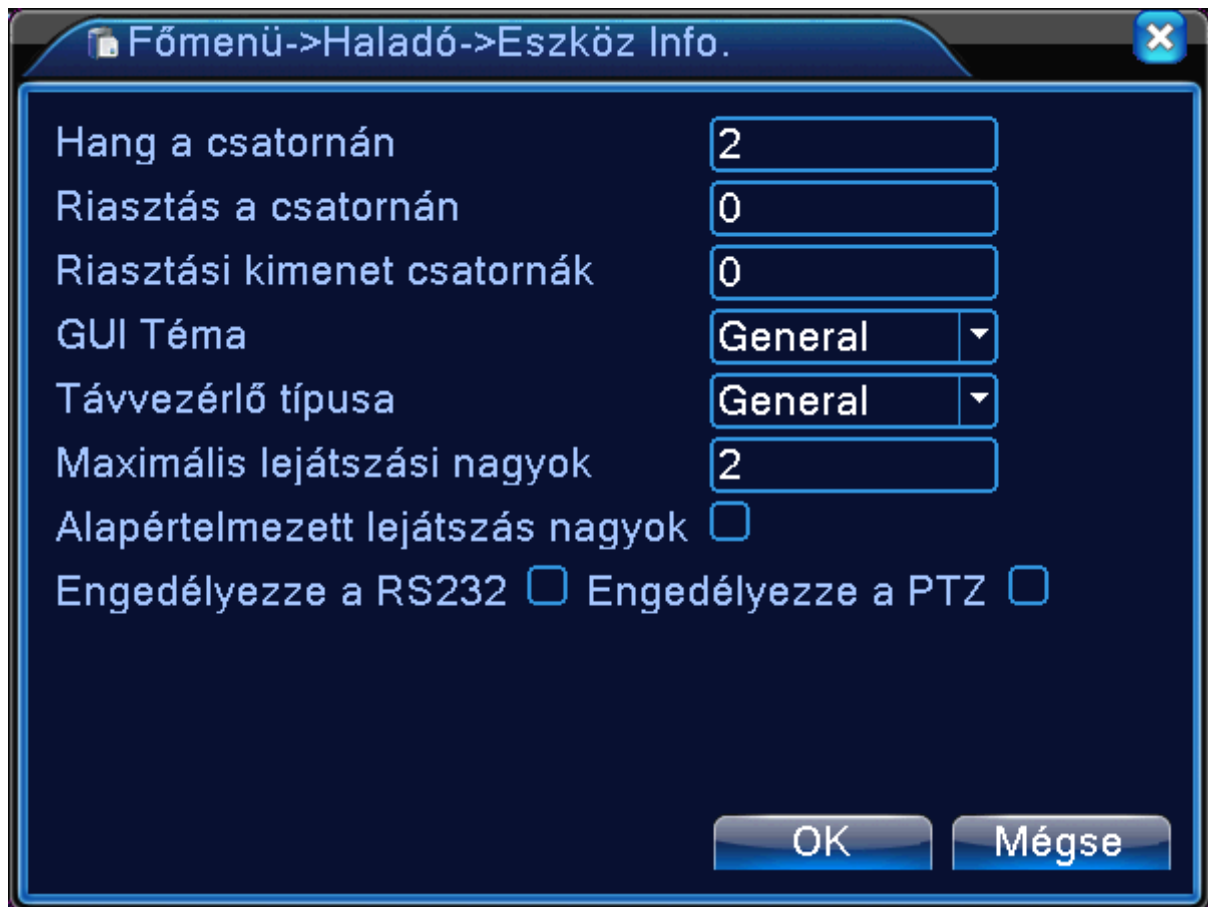 Főmenü->Haladó->Eszköz Info.
Hang a csatornán 2
Riasztás a csatornán 0
Riasztási kimenet csatornák 0
GUI Téma General
Távvezérlő típusa General
Maximális lejátszási nagyok 2
Alapértelmezett lejátszás nagyok
Engedélyezze a RS232 Engedélyezze a PTZ
OK Mégse